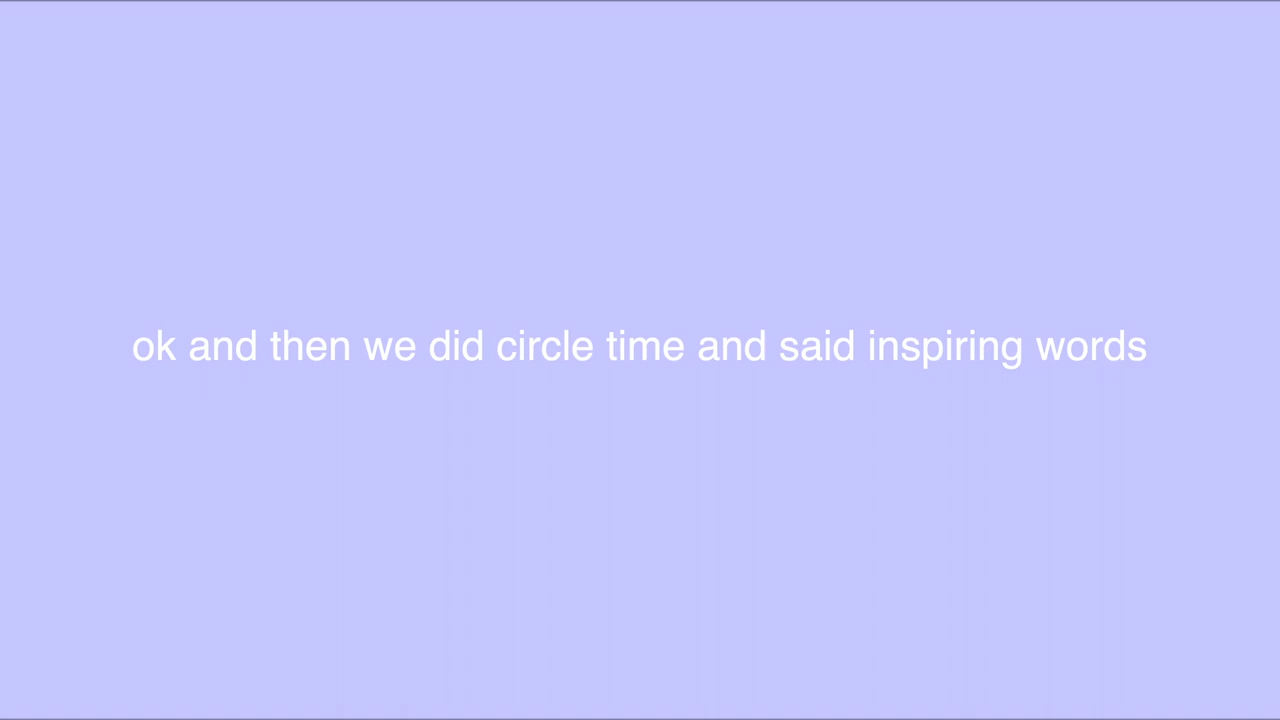 ok and then we did circle time and said inspiring words